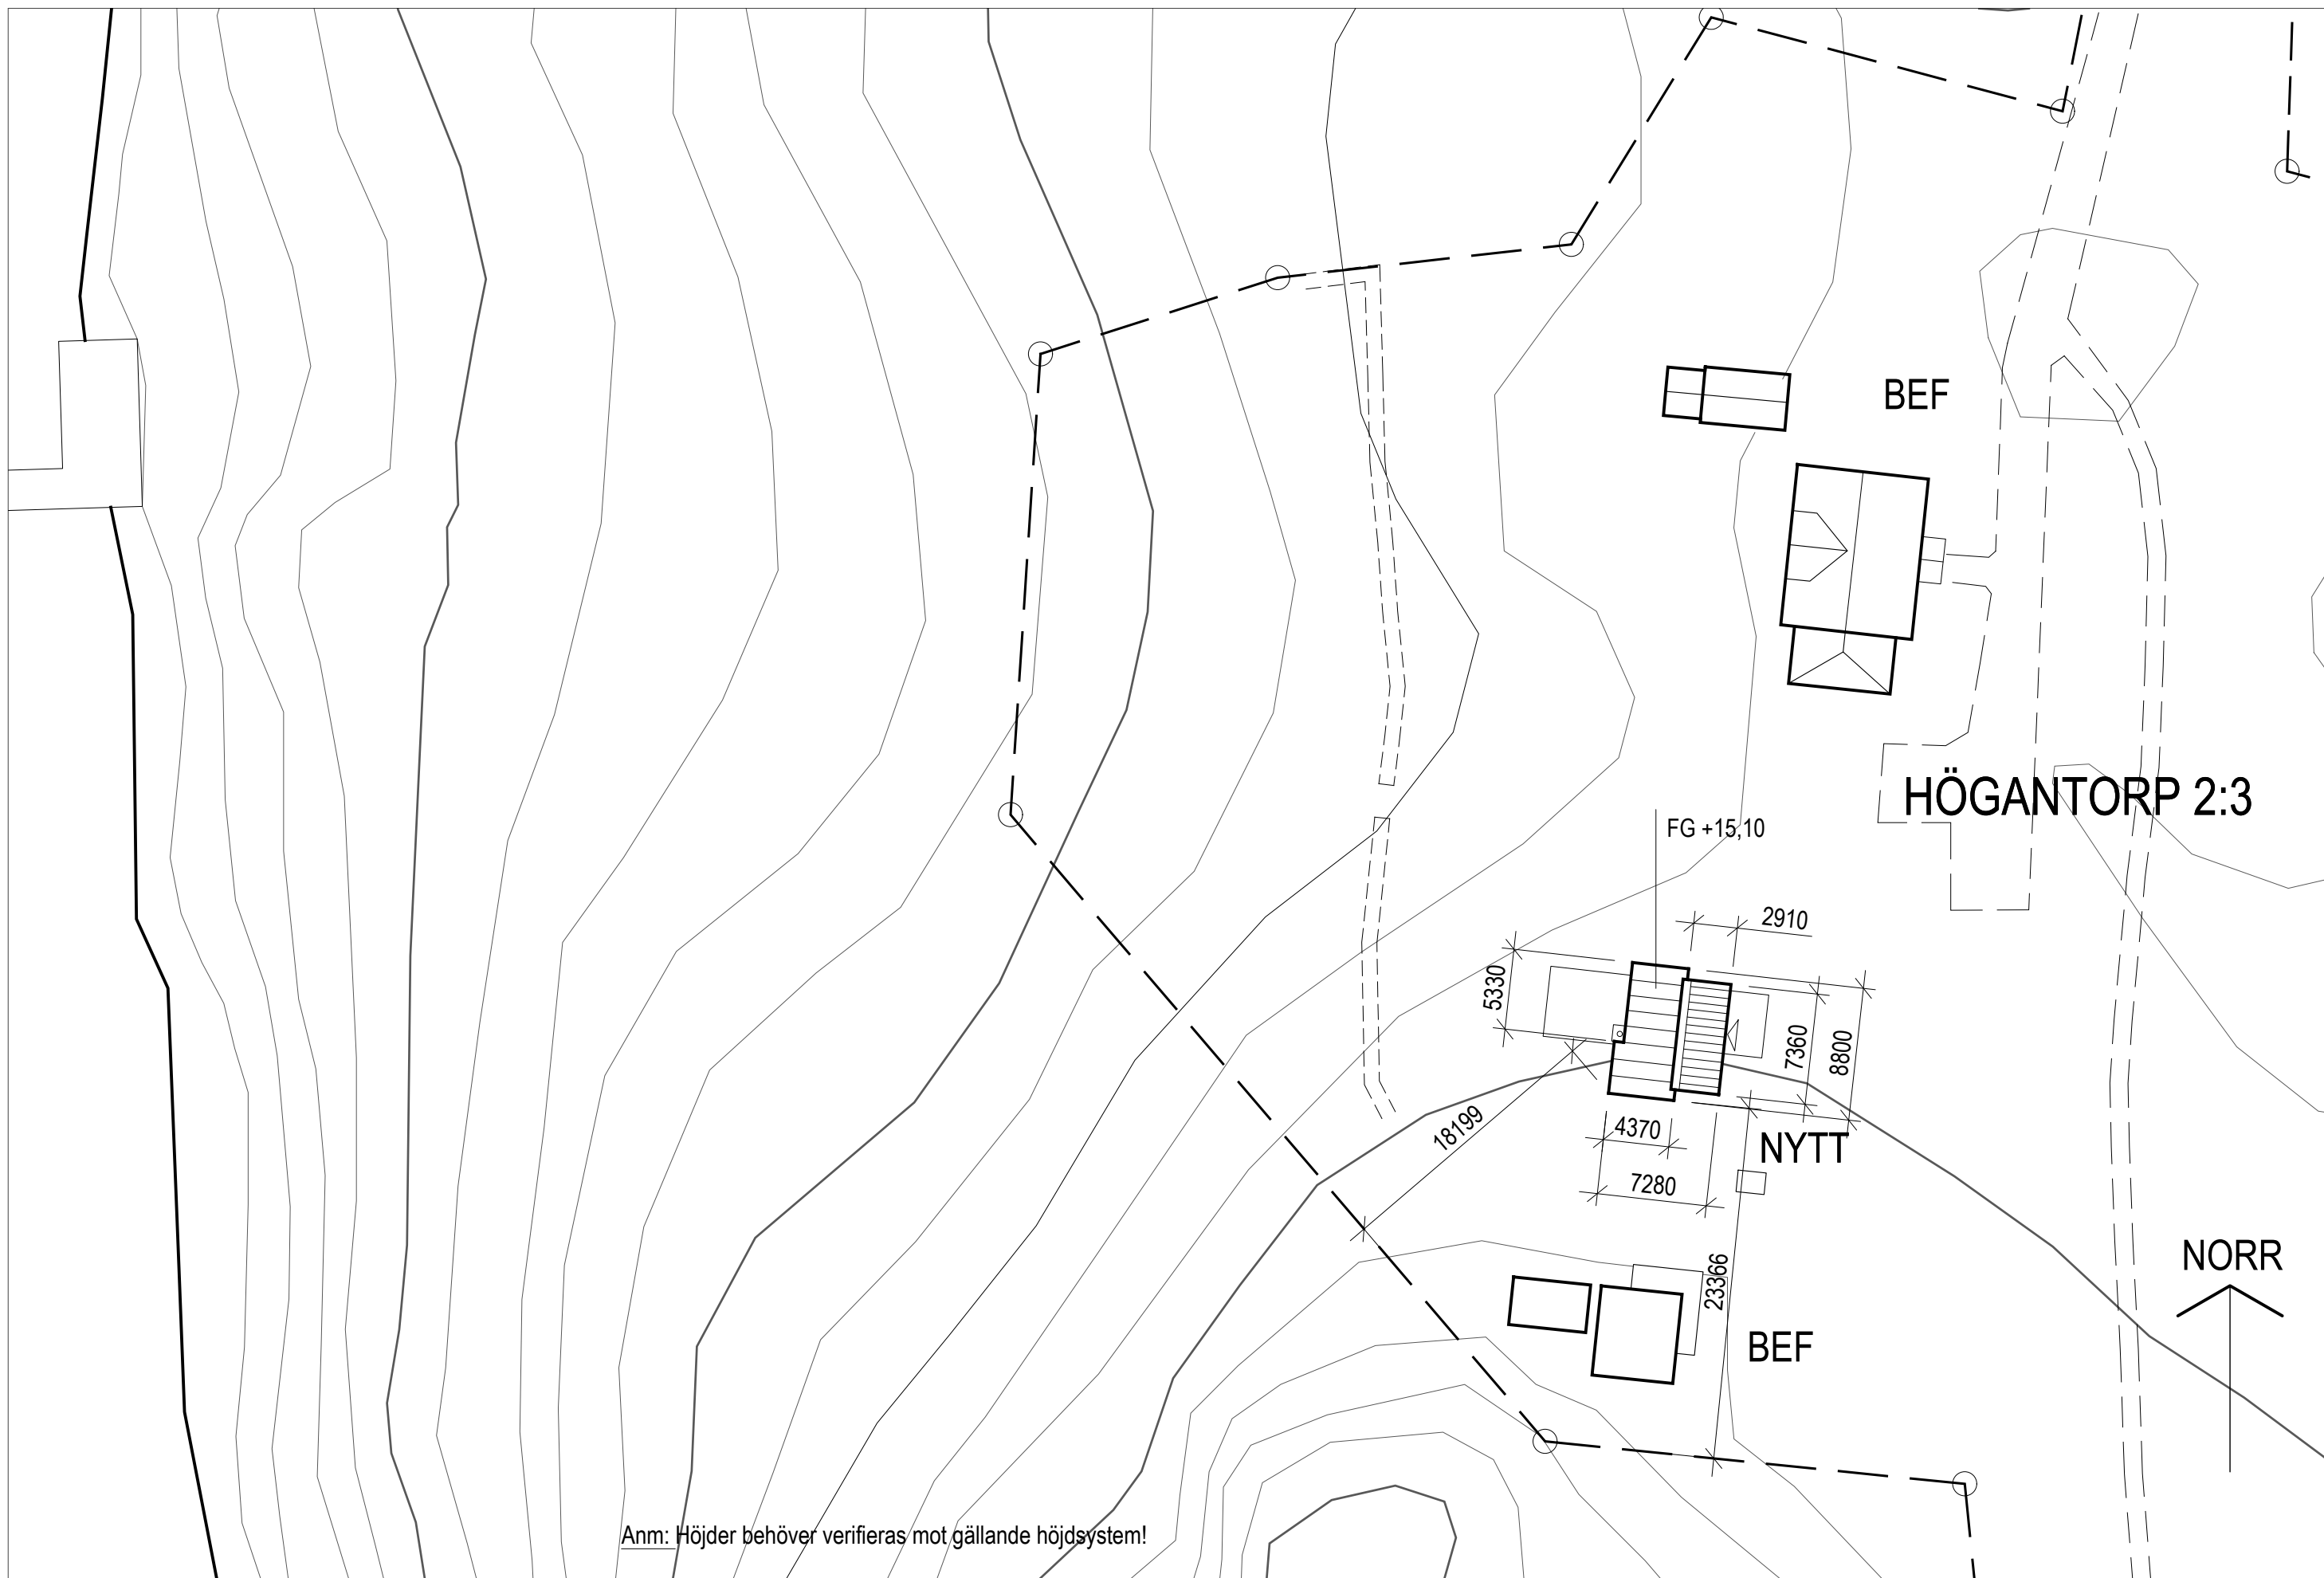 BEF
HÖGANTORP 2:3
FG +15,10
2910
5330
7360
8800
18199
4370
NYTT
7280
NORR
23366
BEF
Anm: Höjder behöver verifieras mot gällande höjdsystem!